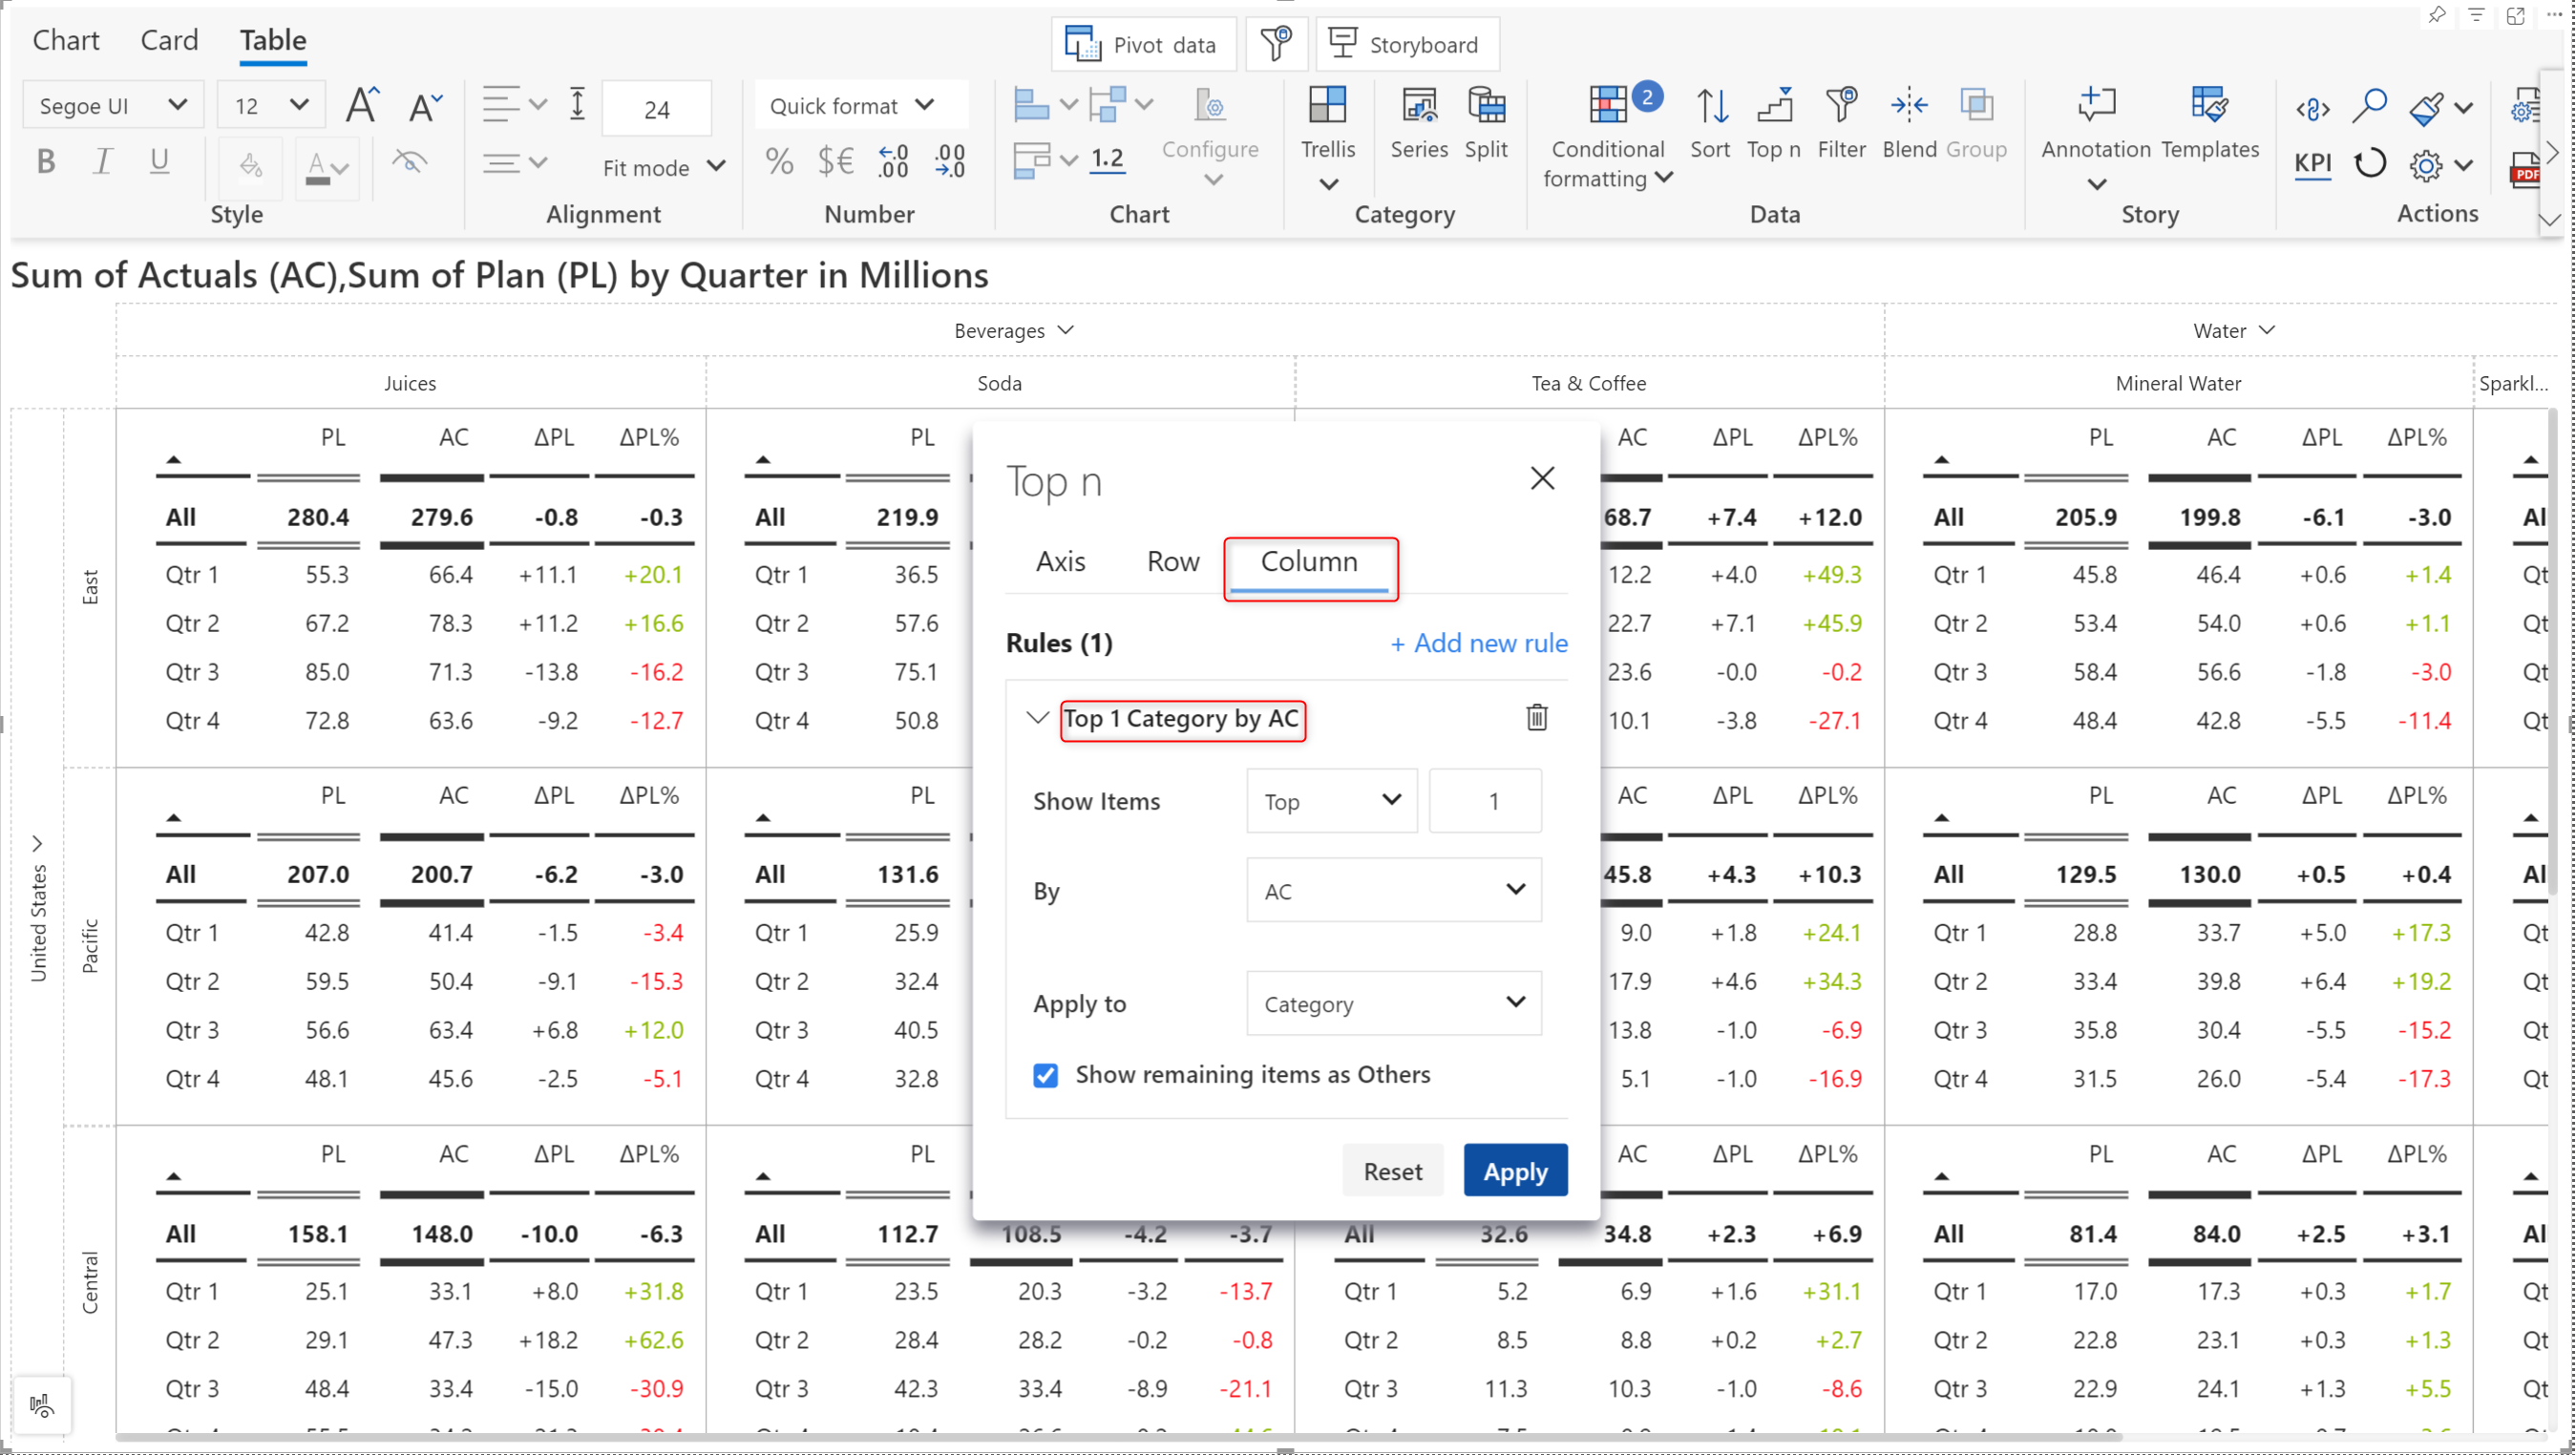 Chart Card Table
Pivot data Storyboard
Segoe UI 12 24 Quick format
Fit mode
B I U A % $€ 1.2
Configure Trellis Series Split Conditional formatting 2 Sort Top n Filter Blend Group Annotation Templates KPI PDF
Style Alignment Number Chart Category Data Story Actions
Sum of Actuals (AC),Sum of Plan (PL) by Quarter in Millions
Beverages Water
Juices Soda Tea & Coffee Mineral Water Sparkl...
United States
East
PL AC ΔPL ΔPL% PL AC ΔPL ΔPL% PL AC ΔPL ΔPL%
All 280.4 279.6 -0.8 -0.3 All 219.9 68.7 +7.4 +12.0 All 205.9 199.8 -6.1 -3.0 Al
Qtr 1 55.3 66.4 +11.1 +20.1 Qtr 1 36.5 12.2 +4.0 +49.3 Qtr 1 45.8 46.4 +0.6 +1.4 Qt
Qtr 2 67.2 78.3 +11.2 +16.6 Qtr 2 57.6 22.7 +7.1 +45.9 Qtr 2 53.4 54.0 +0.6 +1.1 Qt
Qtr 3 85.0 71.3 -13.8 -16.2 Qtr 3 75.1 23.6 -0.0 -0.2 Qtr 3 58.4 56.6 -1.8 -3.0 Qt
Qtr 4 72.8 63.6 -9.2 -12.7 Qtr 4 50.8 10.1 -3.8 -27.1 Qtr 4 48.4 42.8 -5.5 -11.4 Qt
Pacific
PL AC ΔPL ΔPL% PL AC ΔPL ΔPL% PL AC ΔPL ΔPL%
All 207.0 200.7 -6.2 -3.0 All 131.6 45.8 +4.3 +10.3 All 129.5 130.0 +0.5 +0.4 Al
Qtr 1 42.8 41.4 -1.5 -3.4 Qtr 1 25.9 9.0 +1.8 +24.1 Qtr 1 28.8 33.7 +5.0 +17.3 Qt
Qtr 2 59.5 50.4 -9.1 -15.3 Qtr 2 32.4 17.9 +4.6 +34.3 Qtr 2 33.4 39.8 +6.4 +19.2 Qt
Qtr 3 56.6 63.4 +6.8 +12.0 Qtr 3 40.5 13.8 -1.0 -6.9 Qtr 3 35.8 30.4 -5.5 -15.2 Qt
Qtr 4 48.1 45.6 -2.5 -5.1 Qtr 4 32.8 5.1 -1.0 -16.9 Qtr 4 31.5 26.0 -5.4 -17.3 Qt
Central
PL AC ΔPL ΔPL% PL AC ΔPL ΔPL% PL AC ΔPL ΔPL%
All 158.1 148.0 -10.0 -6.3 All 112.7 108.5 -4.2 -3.7 All 32.6 34.8 +2.3 +6.9 All 81.4 84.0 +2.5 +3.1 Al
Qtr 1 25.1 33.1 +8.0 +31.8 Qtr 1 23.5 20.3 -3.2 -13.7 Qtr 1 5.2 6.9 +1.6 +31.1 Qtr 1 17.0 17.3 +0.3 +1.7 Qt
Qtr 2 29.1 47.3 +18.2 +62.6 Qtr 2 28.4 28.2 -0.2 -0.8 Qtr 2 8.5 8.8 +0.2 +2.7 Qtr 2 22.8 23.1 +0.3 +1.3 Qt
Qtr 3 48.4 33.4 -15.0 -30.9 Qtr 3 42.3 33.4 -8.9 -21.1 Qtr 3 11.3 10.3 -1.0 -8.6 Qtr 3 22.9 24.1 +1.3 +5.5 Qt
Top n
Axis Row Column
Rules (1) + Add new rule
Top 1 Category by AC
Show Items Top 1
By AC
Apply to Category
Show remaining items as Others
Reset Apply